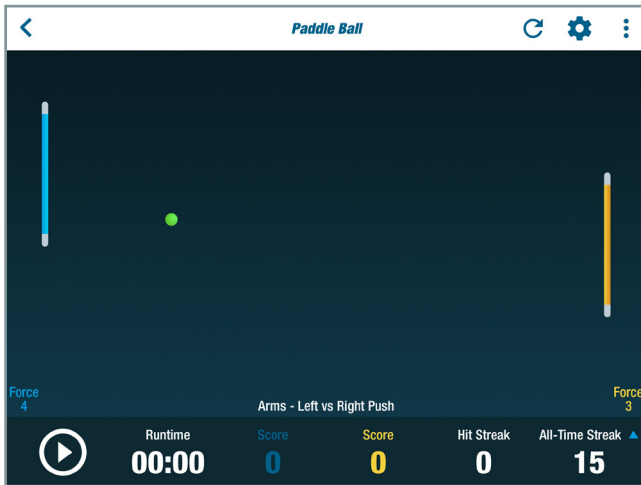 Paddle Ball
Force
4
Force
3
Arms - Left vs Right Push
Runtime
00:00
Score
0
Score
0
Hit Streak
0
All-Time Streak
15